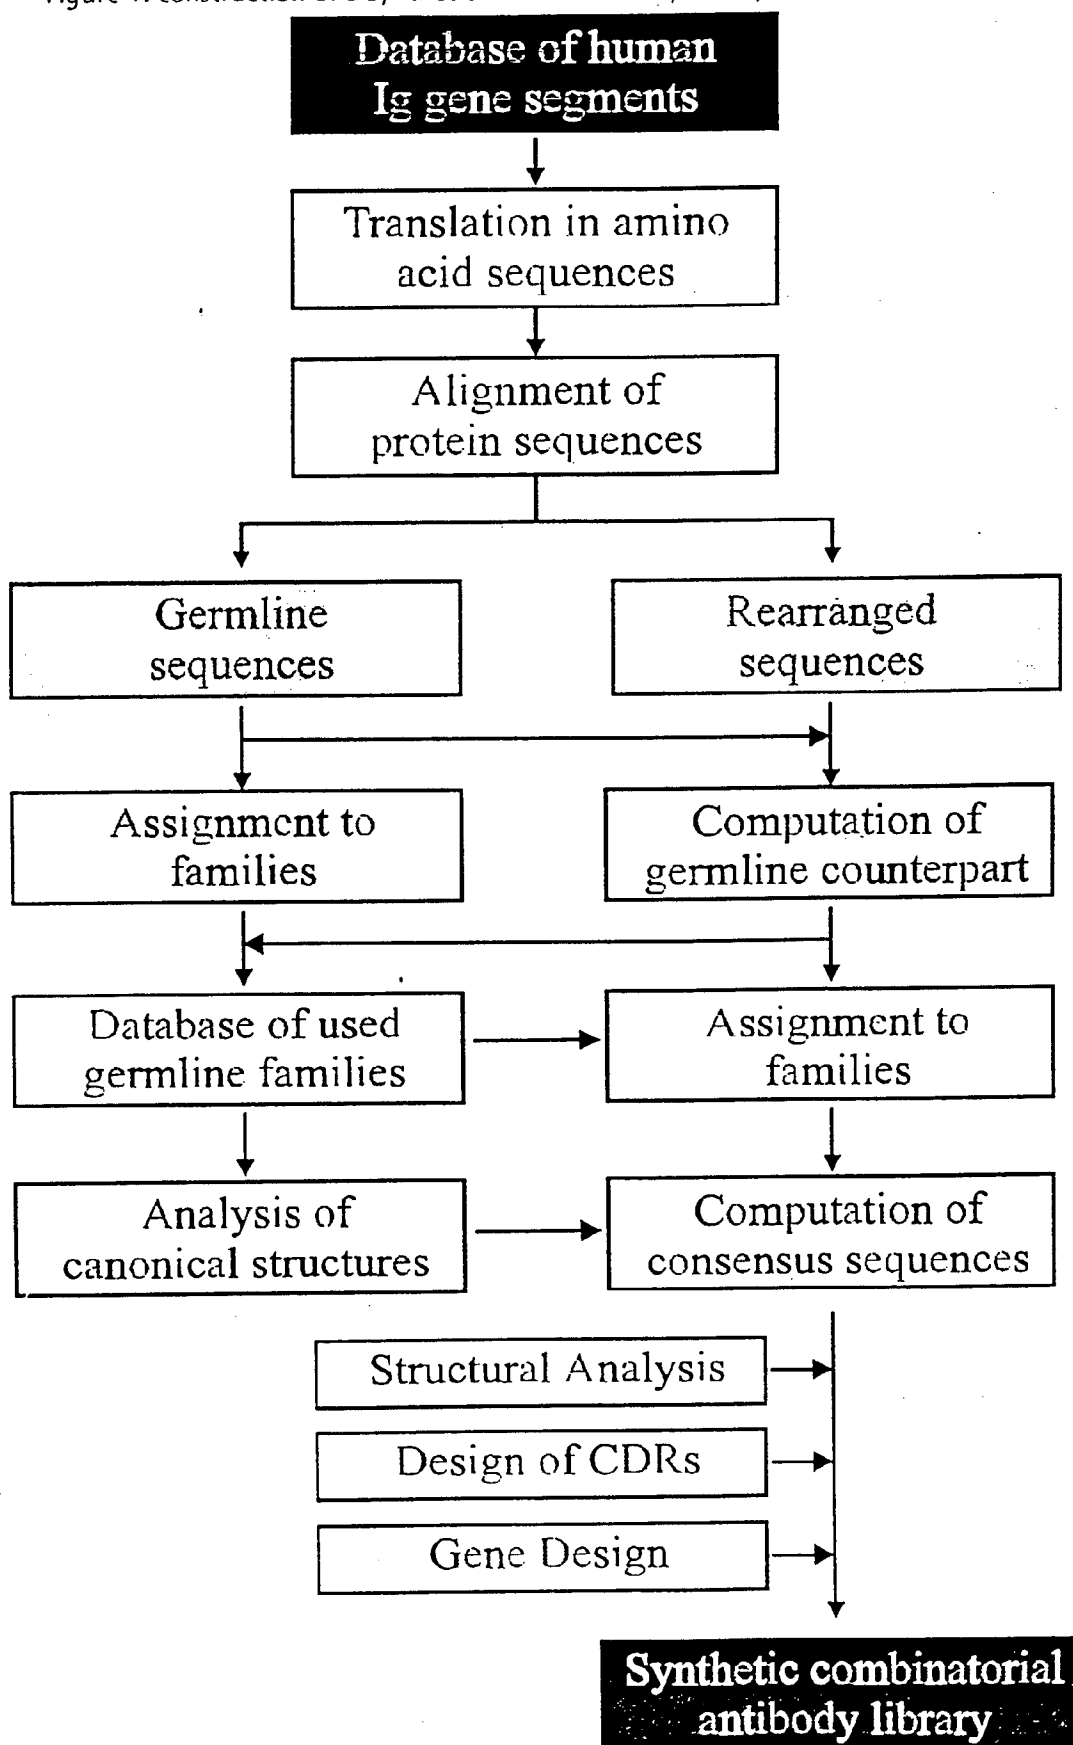 Database of human
Ig gene segments
Translation in amino
acid sequences
Alignment of
protein sequences
Germline
sequences
Rearranged
sequences
Assignment to
families
Computation of
germline counterpart
Database of used
germline families
Assignment to
families
Analysis of
canonical structures
Computation of
consensus sequences
Structural Analysis
Design of CDRs
Gene Design
Synthetic combinatorial
antibody library